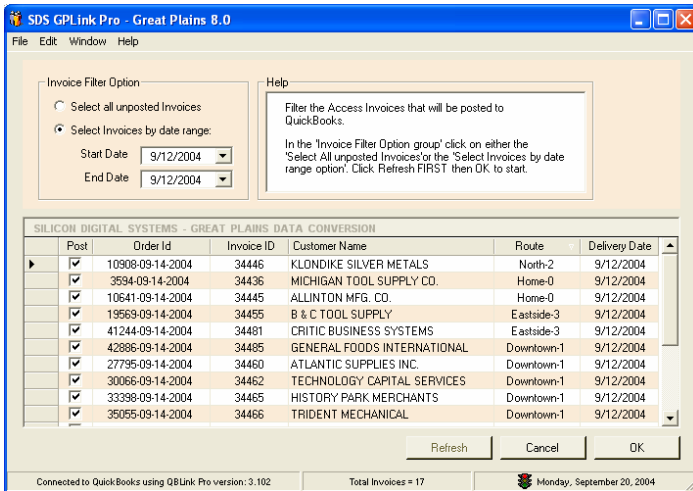 SDS GPLink Pro - Great Plains 8.0
File Edit Window Help
Invoice Filter Option
Select all unposted Invoices
Select Invoices by date range:
Start Date 9/12/2004
End Date 9/12/2004
Help
Filter the Access Invoices that will be posted to
QuickBooks.
In the 'Invoice Filter Option group' click on either the
'Select All unposted Invoices'or the 'Select Invoices by date
range option'. Click Refresh FIRST then OK to start.
SILICON DIGITAL SYSTEMS - GREAT PLAINS DATA CONVERSION
Post Order Id Invoice ID Customer Name Route Delivery Date
10908-09-14-2004 34446 KLONDIKE SILVER METALS North-2 9/12/2004
3594-09-14-2004 34436 MICHIGAN TOOL SUPPLY CO. Home-0 9/12/2004
10641-09-14-2004 34445 ALLINTON MFG. CO. Home-0 9/12/2004
19569-09-14-2004 34455 B & C TOOL SUPPLY Eastside-3 9/12/2004
41244-09-14-2004 34481 CRITIC BUSINESS SYSTEMS Eastside-3 9/12/2004
42886-09-14-2004 34485 GENERAL FOODS INTERNATIONAL Downtown-1 9/12/2004
27795-09-14-2004 34460 ATLANTIC SUPPLIES INC. Downtown-1 9/12/2004
30066-09-14-2004 34462 TECHNOLOGY CAPITAL SERVICES Downtown-1 9/12/2004
33398-09-14-2004 34465 HISTORY PARK MERCHANTS Downtown-1 9/12/2004
35055-09-14-2004 34466 TRIDENT MECHANICAL Downtown-1 9/12/2004
Refresh Cancel OK
Connected to QuickBooks using QBLink Pro version: 3.102 Total Invoices = 17 Monday, September 20, 2004